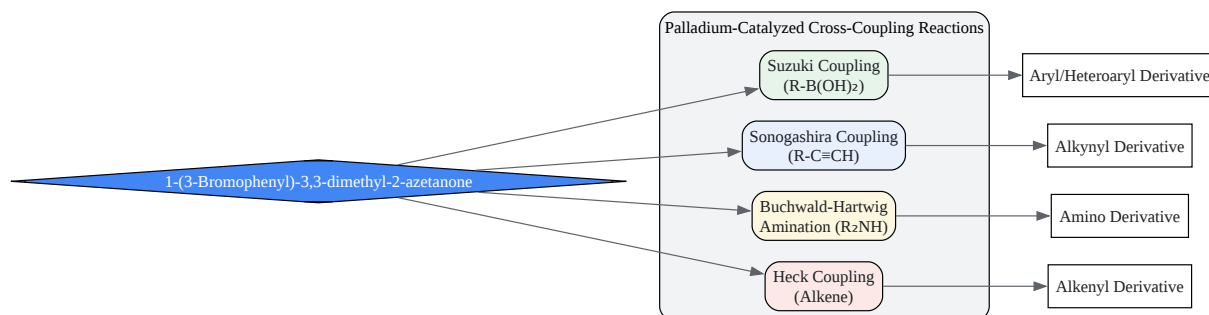 Palladium-Catalyzed Cross-Coupling Reactions
Suzuki Coupling
(R-B(OH)₂)
Aryl/Heteroaryl Derivative
Sonogashira Coupling
(R-C≡CH)
Alkynyl Derivative
1-(3-Bromophenyl)-3,3-dimethyl-2-azetanone
Buchwald-Hartwig
Amination (R₂NH)
Amino Derivative
Heck Coupling
(Alkene)
Alkenyl Derivative